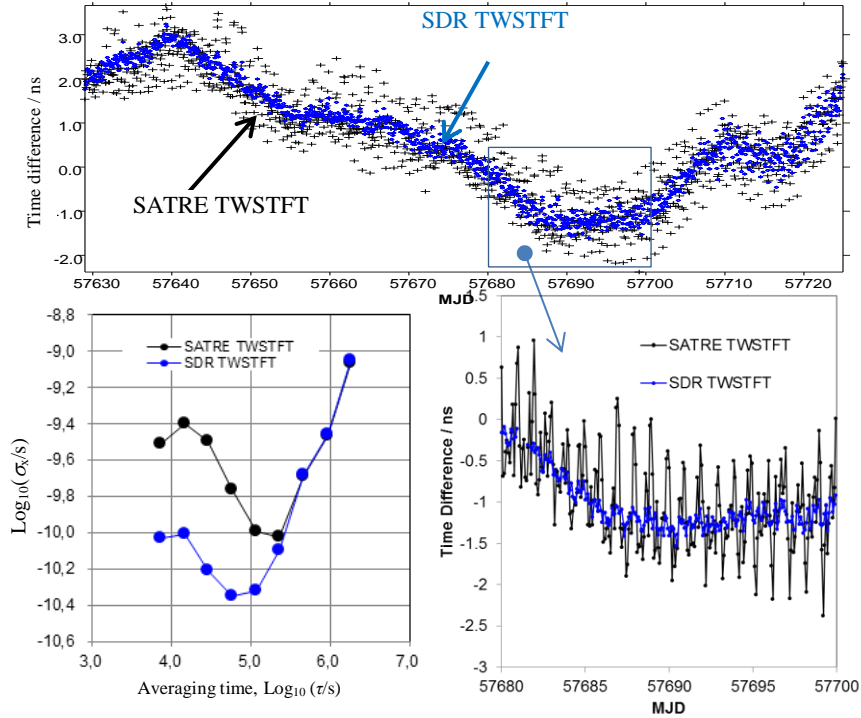 SDR TWSTFT
SATRE TWSTFT
Time difference / ns
3.0
2.0
1.0
0.0
-1.0
-2.0
57630 57640 57650 57660 57670 57680 57690 57700 57710 57720
MJD
Log10(σx/s)
-8,8
-9,0
-9,2
-9,4
-9,6
-9,8
-10,0
-10,2
-10,4
-10,6
SATRE TWSTFT
SDR TWSTFT
3,0 4,0 5,0 6,0 7,0
Averaging time, Log10 (τ/s)
Time Difference / ns
1.5
1
0.5
0
-0.5
-1
-1.5
-2
-2.5
-3
SATRE TWSTFT
SDR TWSTFT
57680 57685 57690 57695 57700
MJD